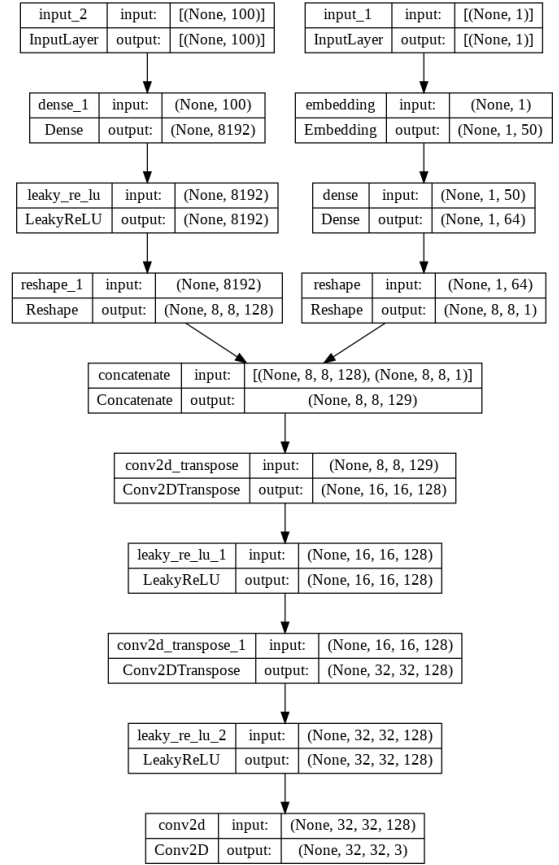 input_2 input: [(None, 100)]
InputLayer output: [(None, 100)]
input_1 input: [(None, 1)]
InputLayer output: [(None, 1)]
dense_1 input: (None, 100)
Dense output: (None, 8192)
embedding input: (None, 1)
Embedding output: (None, 1, 50)
leaky_re_lu input: (None, 8192)
LeakyReLU output: (None, 8192)
dense input: (None, 1, 50)
Dense output: (None, 1, 64)
reshape_1 input: (None, 8192)
Reshape output: (None, 8, 8, 128)
reshape input: (None, 1, 64)
Reshape output: (None, 8, 8, 1)
concatenate input: [(None, 8, 8, 128), (None, 8, 8, 1)]
Concatenate output: (None, 8, 8, 129)
conv2d_transpose input: (None, 8, 8, 129)
Conv2DTranspose output: (None, 16, 16, 128)
leaky_re_lu_1 input: (None, 16, 16, 128)
LeakyReLU output: (None, 16, 16, 128)
conv2d_transpose_1 input: (None, 16, 16, 128)
Conv2DTranspose output: (None, 32, 32, 128)
leaky_re_lu_2 input: (None, 32, 32, 128)
LeakyReLU output: (None, 32, 32, 128)
conv2d input: (None, 32, 32, 128)
Conv2D output: (None, 32, 32, 3)